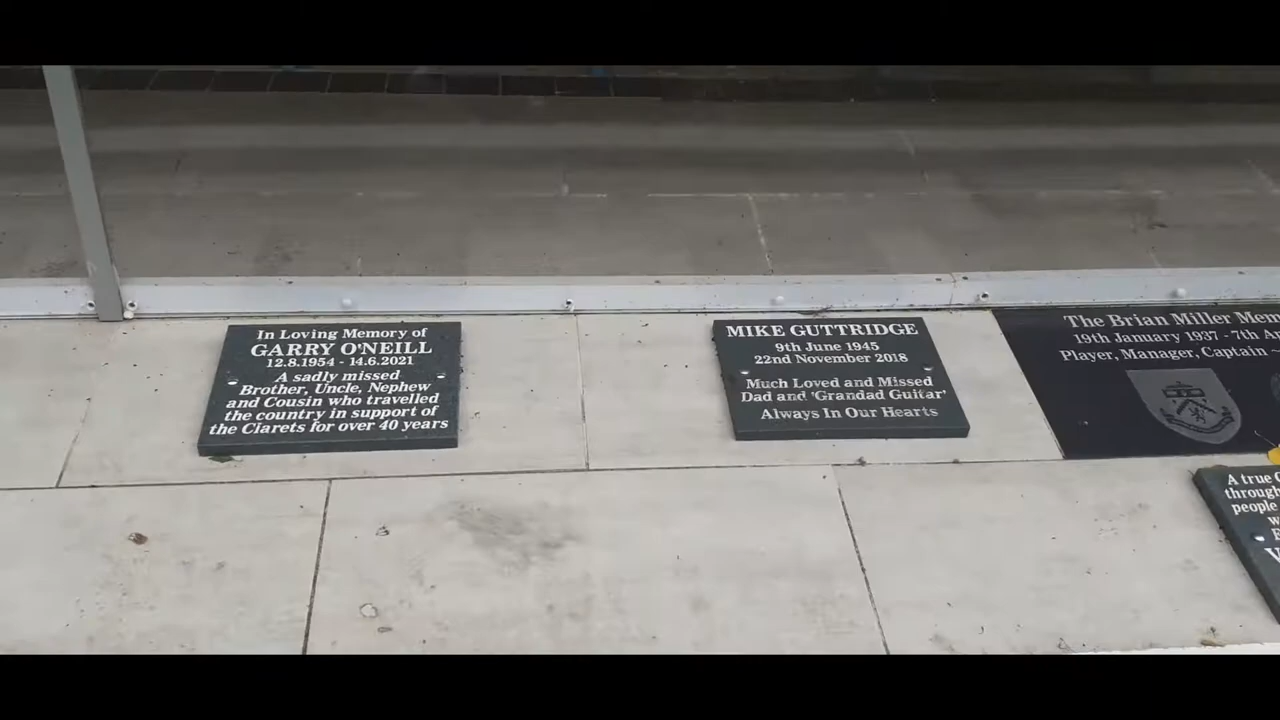 In Loving Memory of
GARRY O'NEILL
12.8.1954 - 14.6.2021
A sadly missed
Brother, Uncle, Nephew
and Cousin who travelled
the country in support of
the Clarets for over 40 years
MIKE GUTTRIDGE
9th June 1945
22nd November 2018
Much Loved and Missed
Dad and 'Grandad Guitar'
Always In Our Hearts
The Brian Miller Mem
19th January 1937 - 7th A
Player, Manager, Captain -
A true
through
people